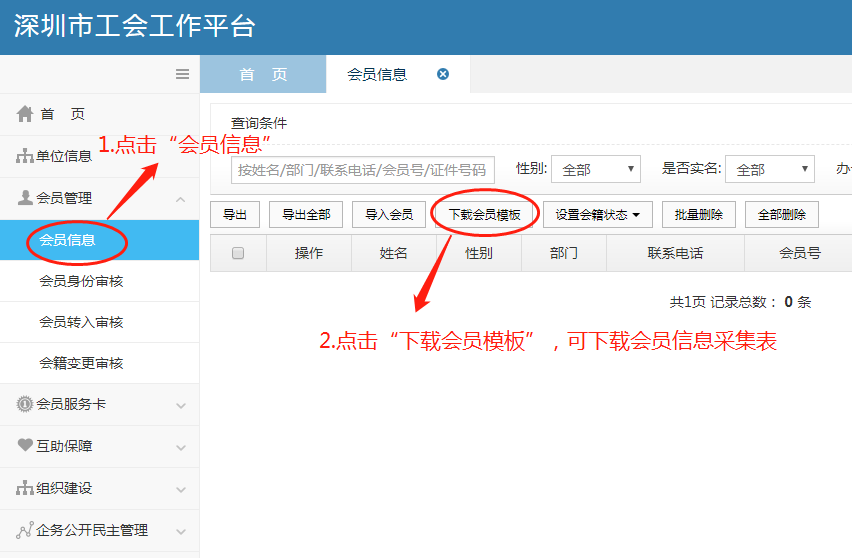 深圳市工会工作平台
首 页 会员信息
首 页
单位信息
会员管理
会员信息
会员身份审核
会员转入审核
会籍变更审核
会员服务卡
互助保障
组织建设
企务公开民主管理
1.点击“会员信息”
查询条件
按姓名/部门/联系电话/会员号/证件号码 性别: 全部 是否实名: 全部 办
导出 导出全部 导入会员 下载会员模板 设置会籍状态 批量删除 全部删除
操作 姓名 性别 部门 联系电话 会员号
共1页 记录总数： 0 条
2.点击“下载会员模板”，可下载会员信息采集表